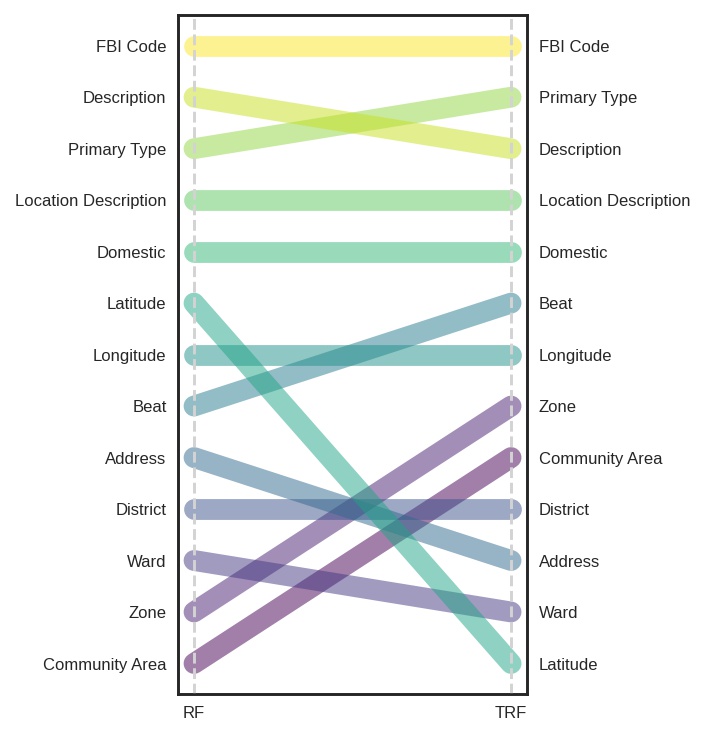 FBI Code FBI Code
Description Primary Type
Primary Type Description
Location Description Location Description
Domestic Domestic
Latitude Beat
Longitude Longitude
Beat Zone
Address Community Area
District District
Ward Address
Zone Ward
Community Area Latitude
RF TRF